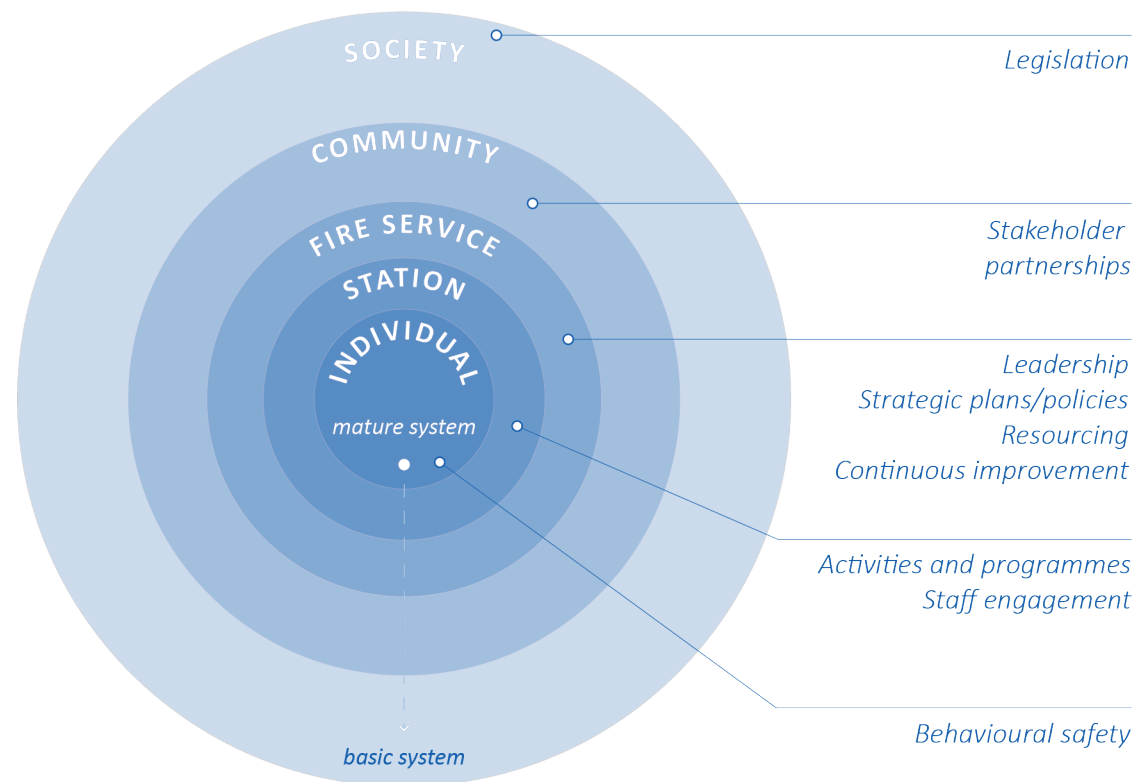 SOCIETY
Legislation
COMMUNITY
Stakeholder
partnerships
FIRE SERVICE
Leadership
Strategic plans/policies
Resourcing
Continuous improvement
STATION
Activities and programmes
Staff engagement
INDIVIDUAL
mature system
Behavioural safety
basic system